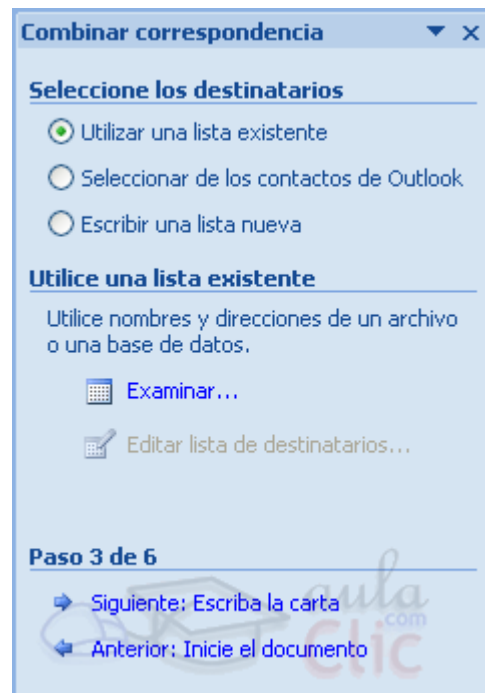 Combinar correspondencia
Seleccione los destinatarios
Utilizar una lista existente
Seleccionar de los contactos de Outlook
Escribir una lista nueva
Utilice una lista existente
Utilice nombres y direcciones de un archivo
o una base de datos.
Examinar...
Editar lista de destinatarios...
Paso 3 de 6
Siguiente: Escriba la carta
Anterior: Inicie el documento
aula
.com
Clic